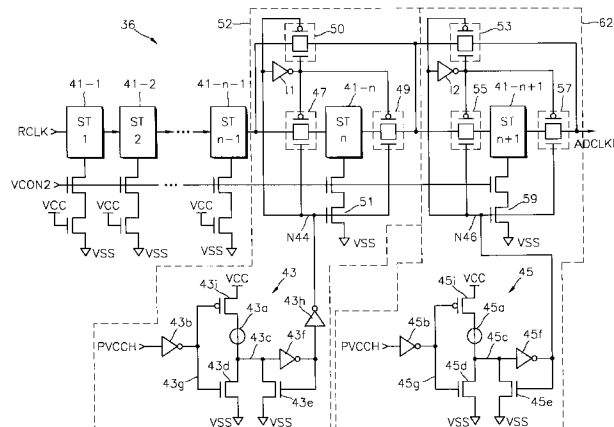 52 50 53 62
36
41-1 41-2 41-n-1 I1 47 41-n 49 I2 55 41-n+1 57
RCLK ST 1 ST 2 ... ST n-1 ST n ST n+1 ADCLKI
VCON2 ...
VCC VCC VCC 51 59
VSS VSS VSS N44 VSS N46 VSS
43 45
VCC VCC
43i 43h 45i
43b 43a 43f 45b 45a 45f
43c 45c
PVCCH PVCCH
43d 45d
43g 43e 45g 45e
VSS VSS VSS VSS